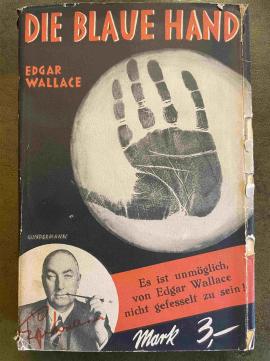 DIE BLAUE HAND
EDGAR
WALLACE
GUNDERMANN
Es ist unmöglich,
von Edgar Wallace
nicht gefesselt zu sein!
Mark 3,-